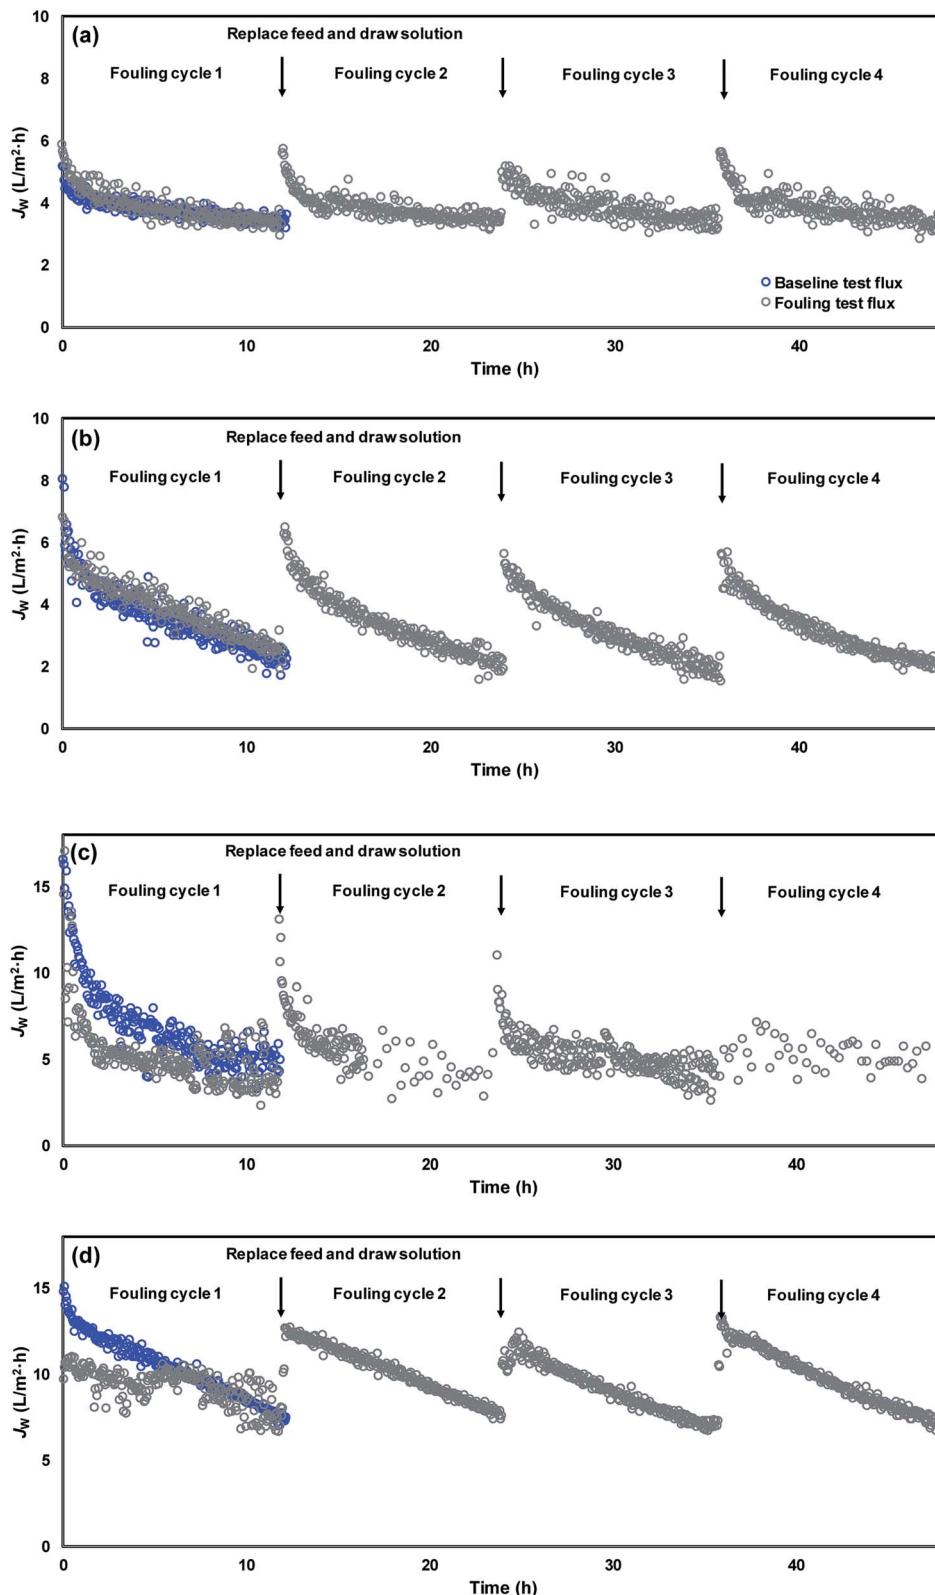 (a)
Replace feed and draw solution
Fouling cycle 1 Fouling cycle 2 Fouling cycle 3 Fouling cycle 4
10
8
6
4
2
0
Jw (L/m²·h)
Baseline test flux
Fouling test flux
0 10 20 30 40
Time (h)
(b)
Replace feed and draw solution
Fouling cycle 1 Fouling cycle 2 Fouling cycle 3 Fouling cycle 4
10
8
6
4
2
0
Jw (L/m²·h)
0 10 20 30 40
Time (h)
(c)
Replace feed and draw solution
Fouling cycle 1 Fouling cycle 2 Fouling cycle 3 Fouling cycle 4
15
10
5
0
Jw (L/m²·h)
0 10 20 30 40
Time (h)
(d)
Replace feed and draw solution
Fouling cycle 1 Fouling cycle 2 Fouling cycle 3 Fouling cycle 4
15
10
5
0
Jw (L/m²·h)
0 10 20 30 40
Time (h)